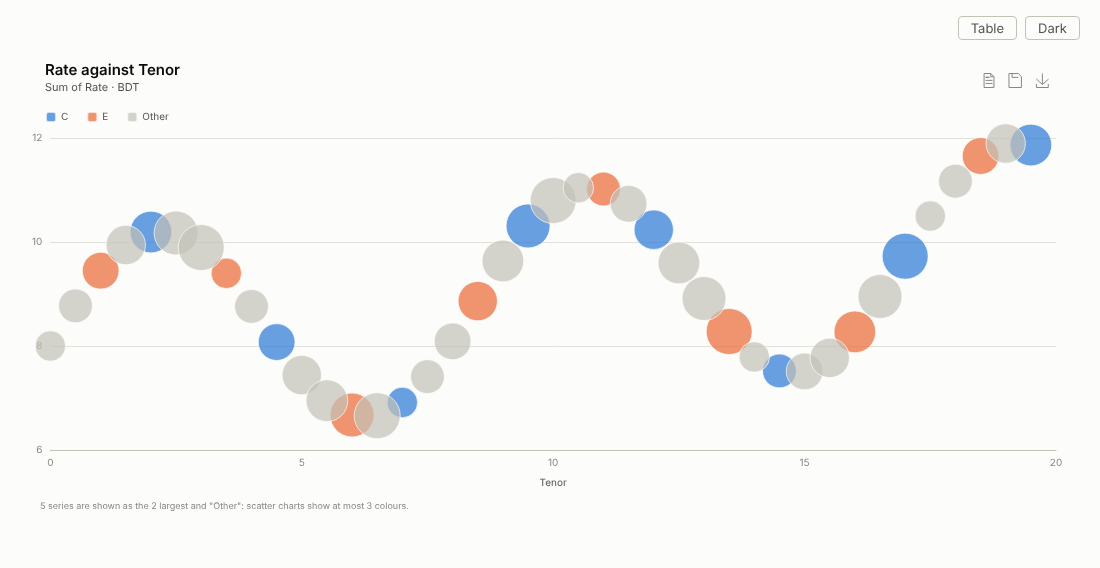 Table
Dark
Rate against Tenor
Sum of Rate · BDT
C
E
Other
12
10
8
6
0
5
10
15
20
Tenor
5 series are shown as the 2 largest and "Other": scatter charts show at most 3 colours.